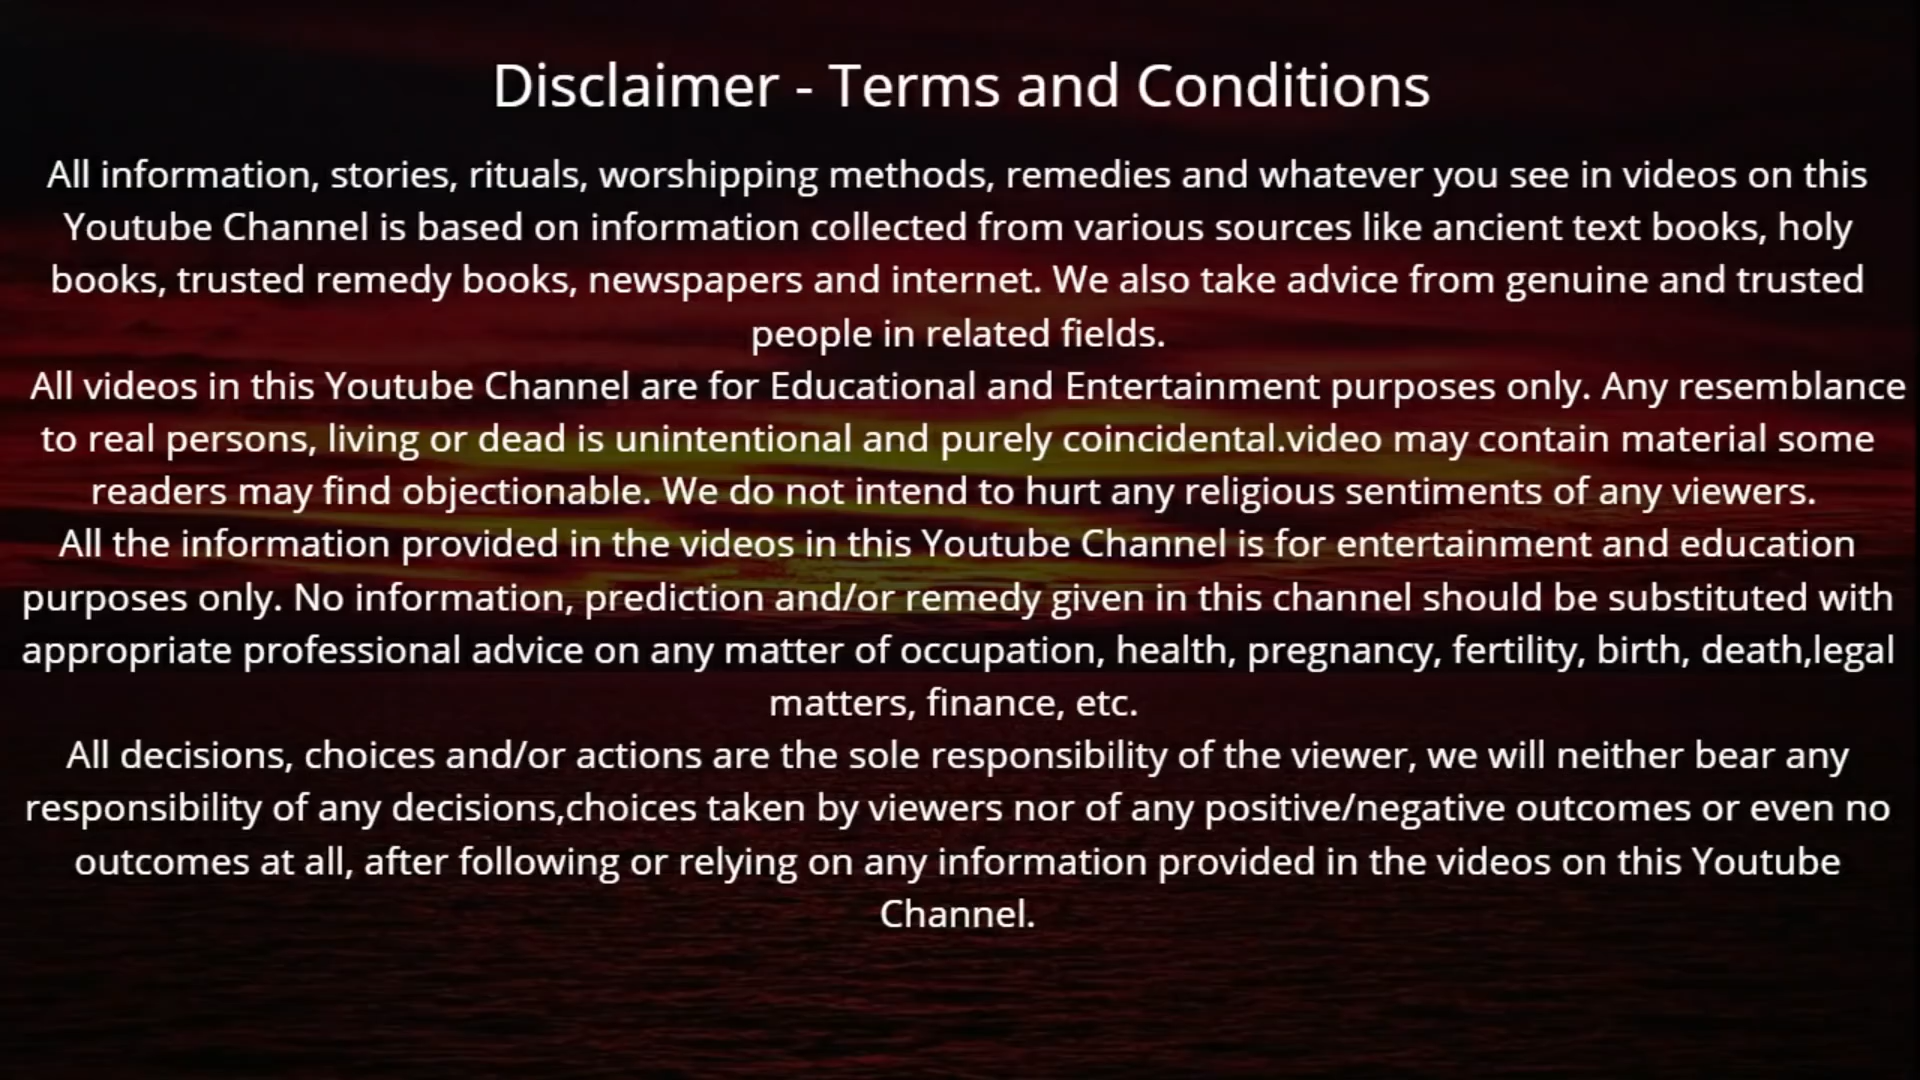 Disclaimer - Terms and Conditions
All information, stories, rituals, worshipping methods, remedies and whatever you see in videos on this
Youtube Channel is based on information collected from various sources like ancient text books, holy
books, trusted remedy books, newspapers and internet. We also take advice from genuine and trusted
people in related fields.
All videos in this Youtube Channel are for Educational and Entertainment purposes only. Any resemblance
to real persons, living or dead is unintentional and purely coincidental.video may contain material some
readers may find objectionable. We do not intend to hurt any religious sentiments of any viewers.
All the information provided in the videos in this Youtube Channel is for entertainment and education
purposes only. No information, prediction and/or remedy given in this channel should be substituted with
appropriate professional advice on any matter of occupation, health, pregnancy, fertility, birth, death,legal
matters, finance, etc.
All decisions, choices and/or actions are the sole responsibility of the viewer, we will neither bear any
responsibility of any decisions,choices taken by viewers nor of any positive/negative outcomes or even no
outcomes at all, after following or relying on any information provided in the videos on this Youtube
Channel.